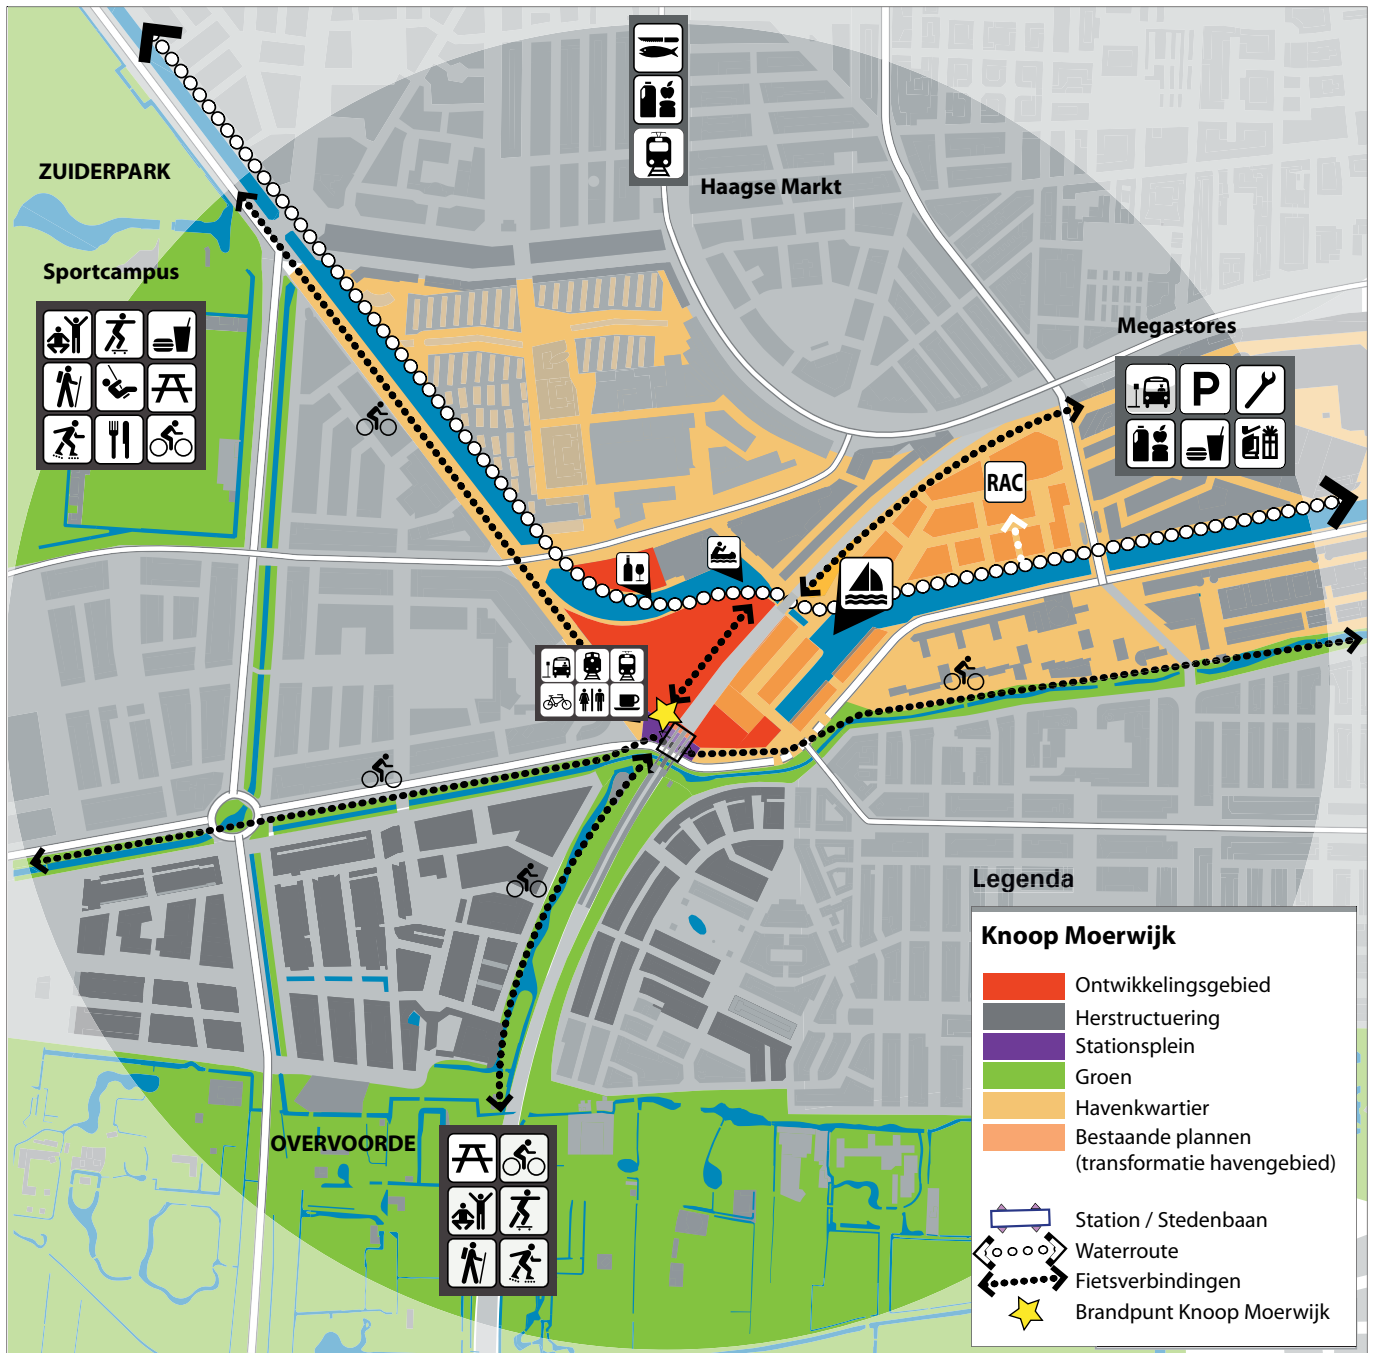 ZUIDERPARK
Haagse Markt
Sportcampus
Megastores
P
RAC
OVERVOORDE
Legenda
Knoop Moerwijk
Ontwikkelingsgebied
Herstructuering
Stationsplein
Groen
Havenkwartier
Bestaande plannen
(transformatie havengebied)
Station / Stedenbaan
Waterroute
Fietsverbindingen
Brandpunt Knoop Moerwijk